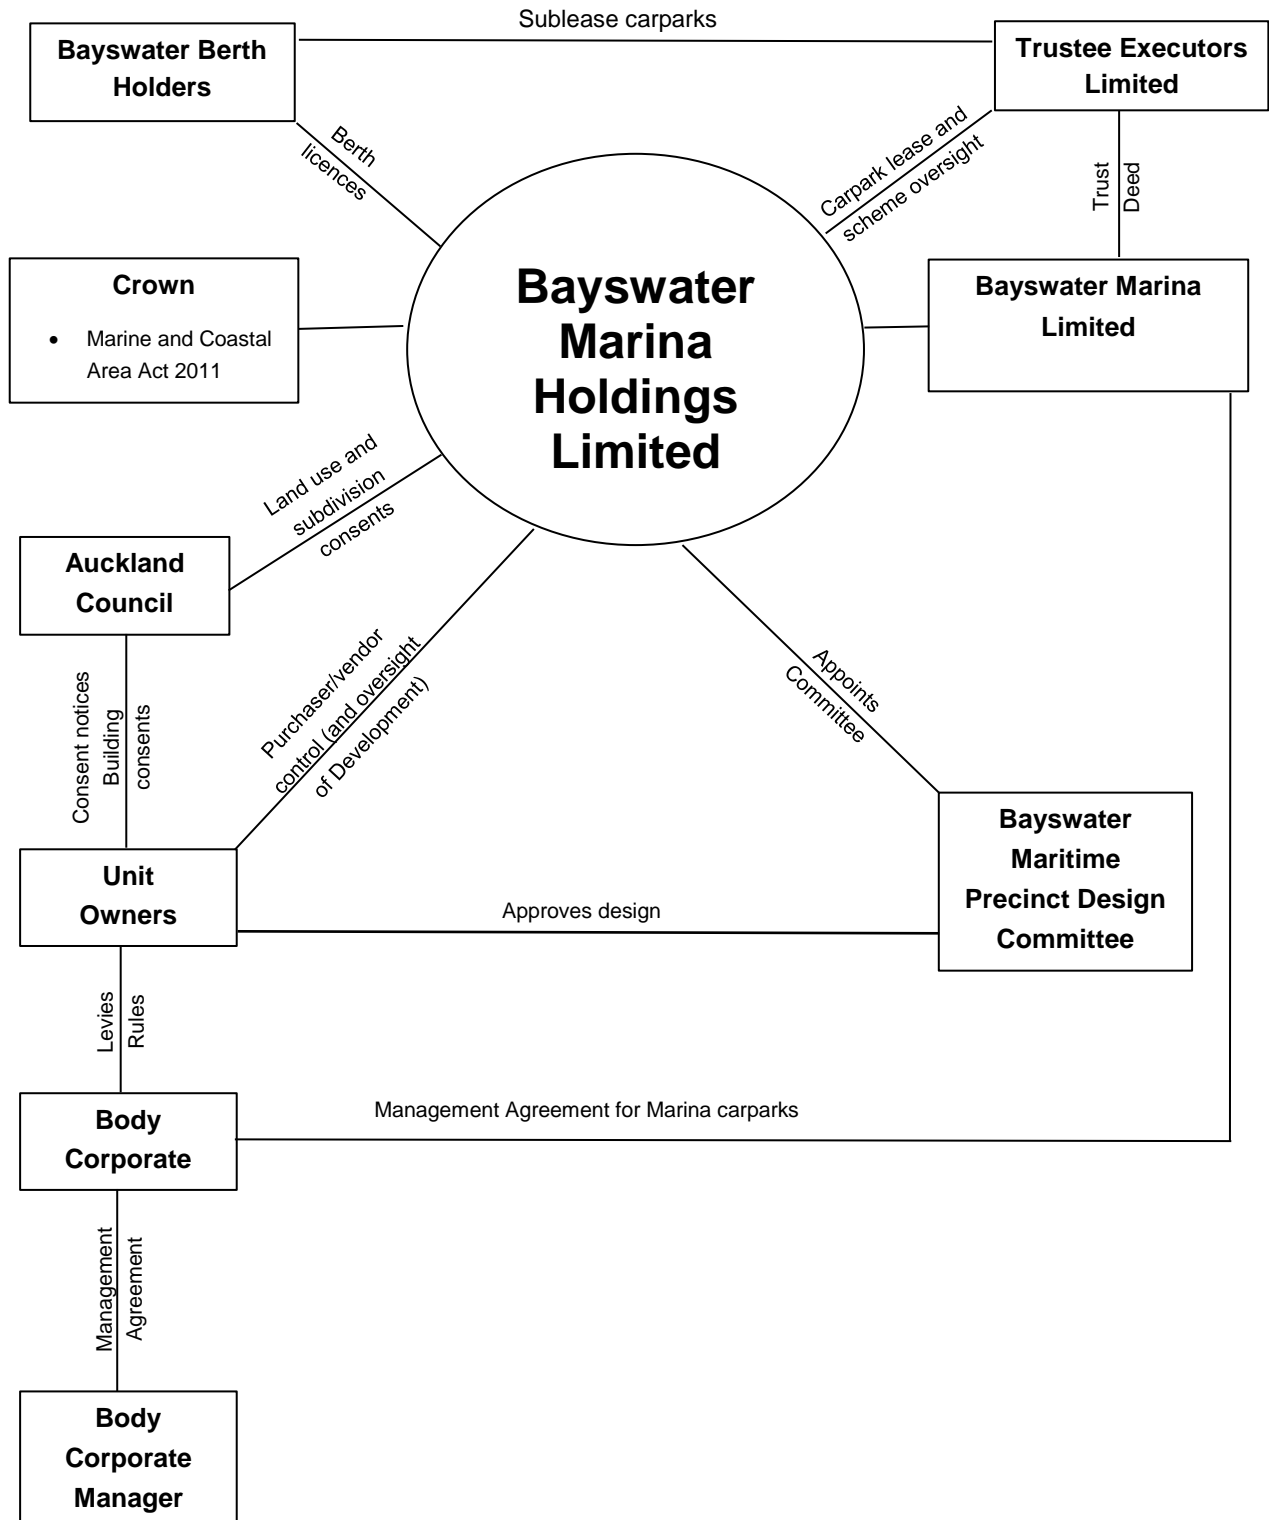 Sublease carparks
Bayswater Berth
Holders
Trustee Executors
Limited
Berth
licences
Carpark lease and
scheme oversight
Trust
Deed
Crown
• Marine and Coastal
Area Act 2011
Bayswater
Marina
Holdings
Limited
Bayswater Marina
Limited
Land use and
subdivision
consents
Auckland
Council
Consent notices
Building
consents
Purchaser/vendor
control (and oversight
of Development)
Appoints
Committee
Bayswater
Maritime
Precinct Design
Committee
Unit
Owners
Approves design
Levies
Rules
Body
Corporate
Management Agreement for Marina carparks
Management
Agreement
Body
Corporate
Manager